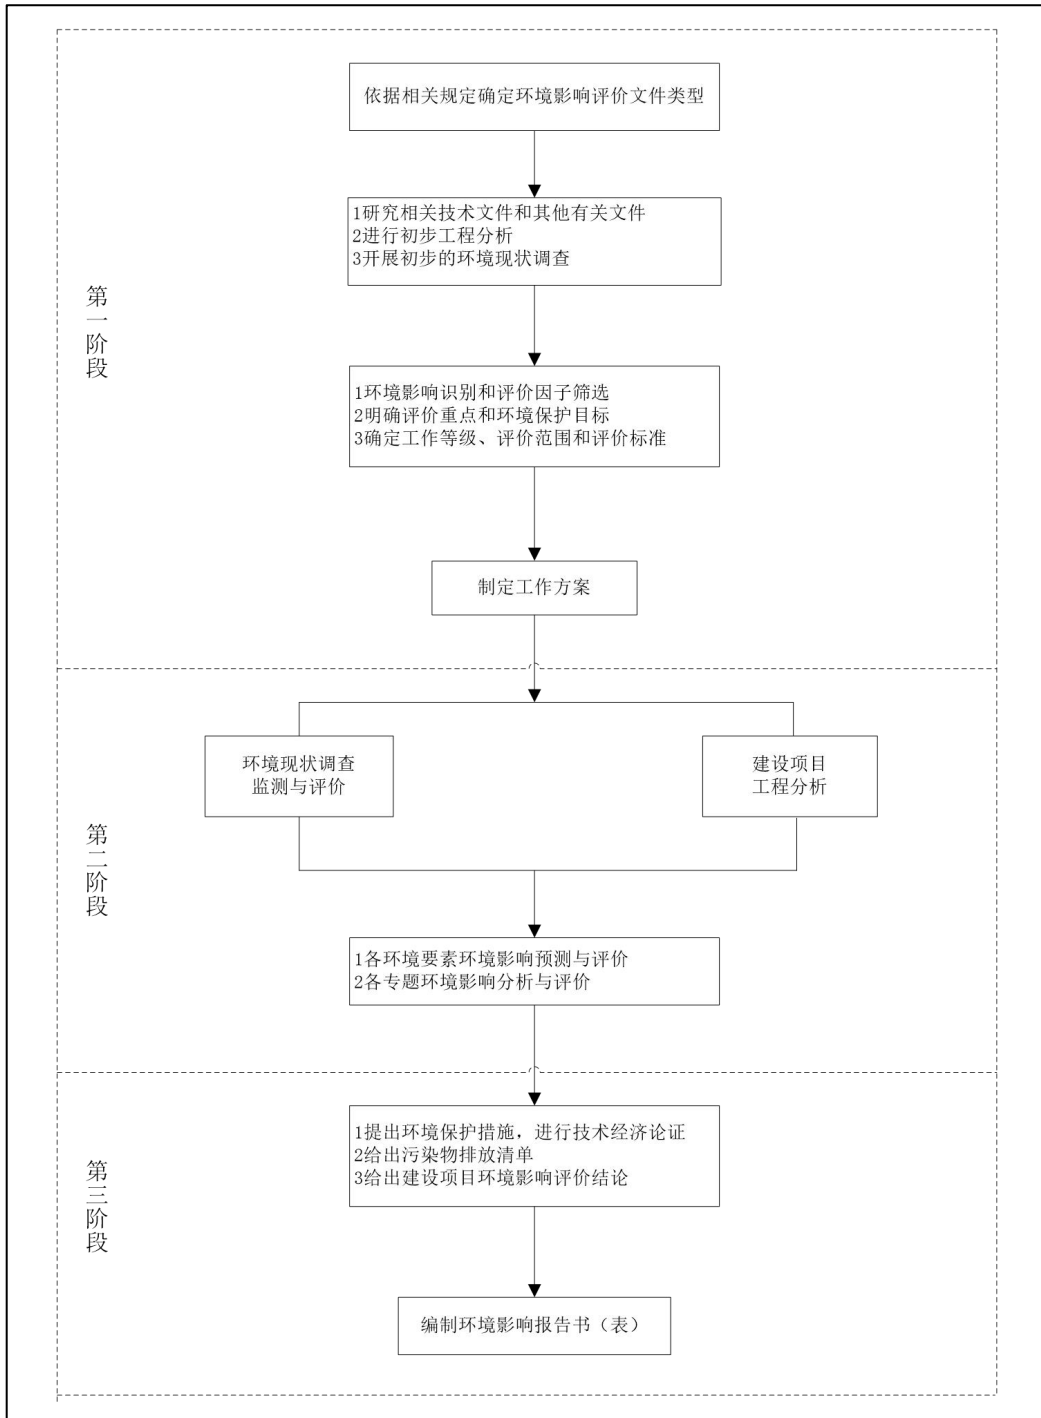 依据相关规定确定环境影响评价文件类型
1研究相关技术文件和其他有关文件
2进行初步工程分析
3开展初步的环境现状调查
第一阶段
1环境影响识别和评价因子筛选
2明确评价重点和环境保护目标
3确定工作等级、评价范围和评价标准
制定工作方案
环境现状调查
监测与评价
建设项目
工程分析
第二阶段
1各环境要素环境影响预测与评价
2各专题环境影响分析与评价
1提出环境保护措施，进行技术经济论证
2给出污染物排放清单
3给出建设项目环境影响评价结论
第三阶段
编制环境影响报告书（表）